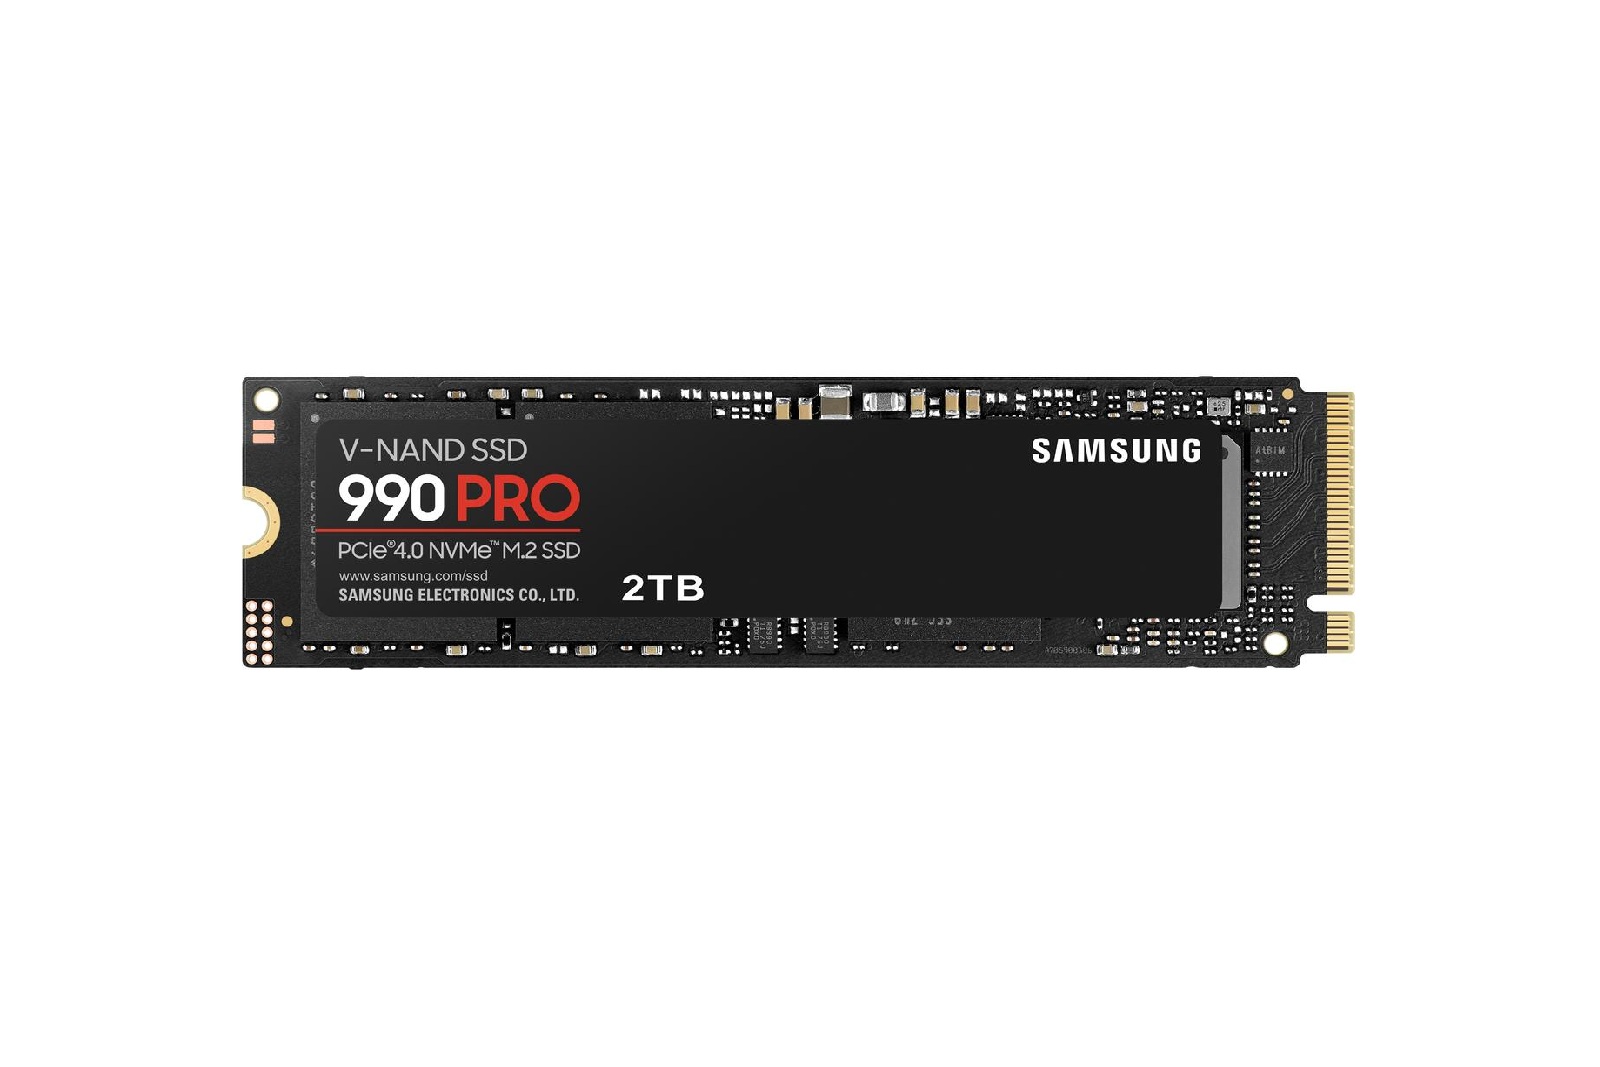 V-NAND SSD
SAMSUNG
990 PRO
PCIe®4.0 NVMe™ M.2 SSD
www.samsung.com/ssd
SAMSUNG ELECTRONICS CO., LTD.
2TB